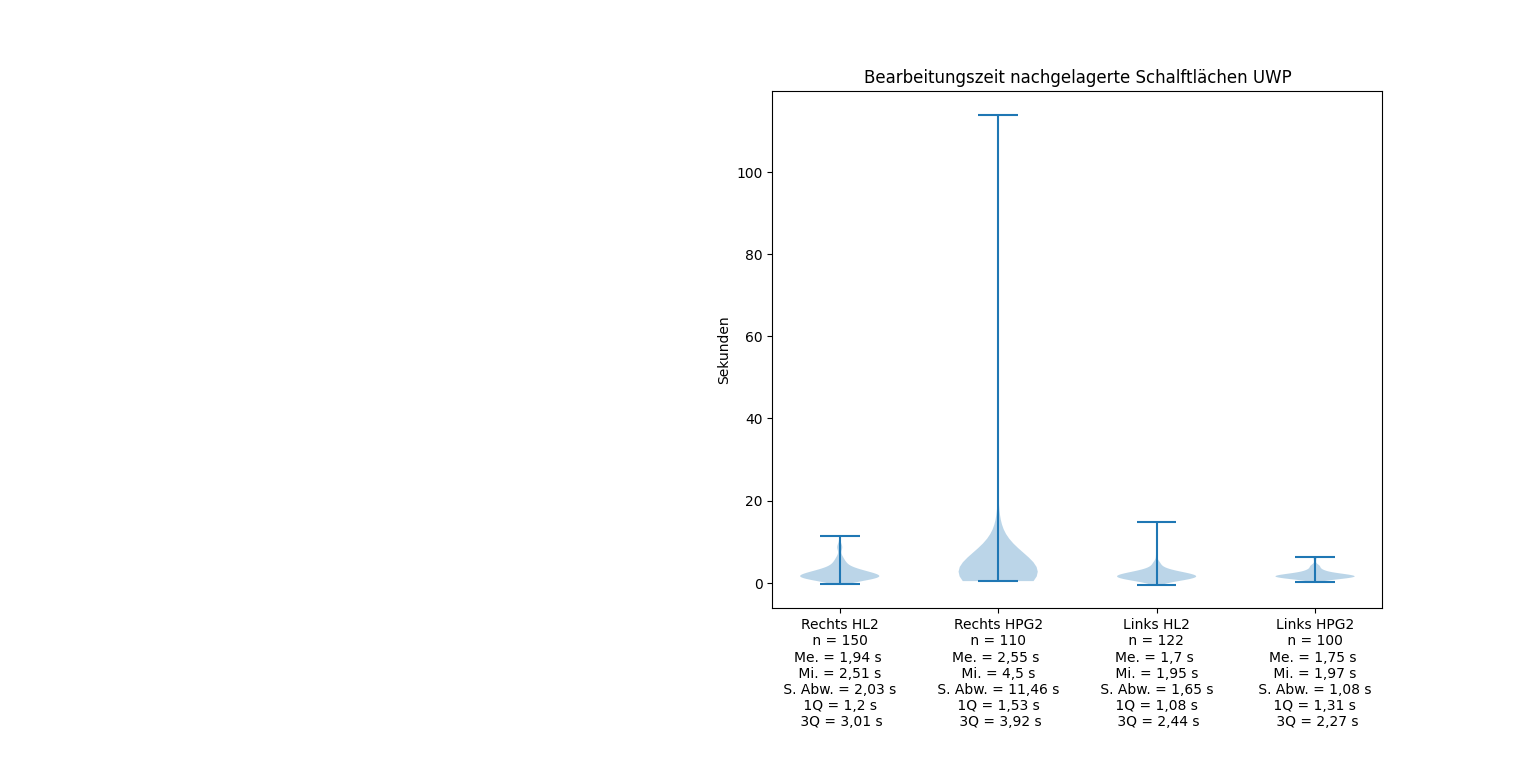 Bearbeitungszeit nachgelagerte Schalftlächen UWP
Sekunden
100
80
60
40
20
0
Rechts HL2 Rechts HPG2 Links HL2 Links HPG2
n = 150 n = 110 n = 122 n = 100
Me. = 1,94 s Me. = 2,55 s Me. = 1,7 s Me. = 1,75 s
Mi. = 2,51 s Mi. = 4,5 s Mi. = 1,95 s Mi. = 1,97 s
S. Abw. = 2,03 s S. Abw. = 11,46 s S. Abw. = 1,65 s S. Abw. = 1,08 s
1Q = 1,2 s 1Q = 1,53 s 1Q = 1,08 s 1Q = 1,31 s
3Q = 3,01 s 3Q = 3,92 s 3Q = 2,44 s 3Q = 2,27 s